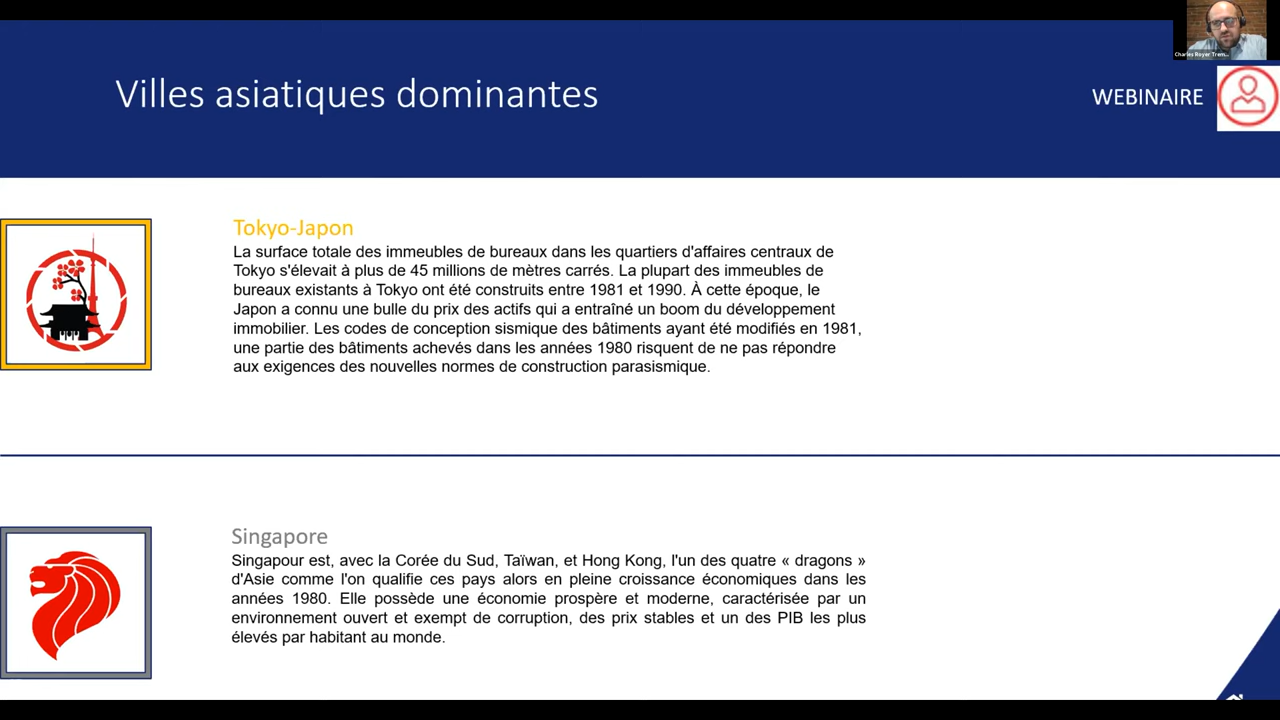 Charles Royer Trem...
Villes asiatiques dominantes
WEBINAIRE
Tokyo-Japon
La surface totale des immeubles de bureaux dans les quartiers d'affaires centraux de
Tokyo s'élevait à plus de 45 millions de mètres carrés. La plupart des immeubles de
bureaux existants à Tokyo ont été construits entre 1981 et 1990. À cette époque, le
Japon a connu une bulle du prix des actifs qui a entraîné un boom du développement
immobilier. Les codes de conception sismique des bâtiments ayant été modifiés en 1981,
une partie des bâtiments achevés dans les années 1980 risquent de ne pas répondre
aux exigences des nouvelles normes de construction parasismique.
Singapore
Singapour est, avec la Corée du Sud, Taïwan, et Hong Kong, l'un des quatre « dragons »
d'Asie comme l'on qualifie ces pays alors en pleine croissance économiques dans les
années 1980. Elle possède une économie prospère et moderne, caractérisée par un
environnement ouvert et exempt de corruption, des prix stables et un des PIB les plus
élevés par habitant au monde.